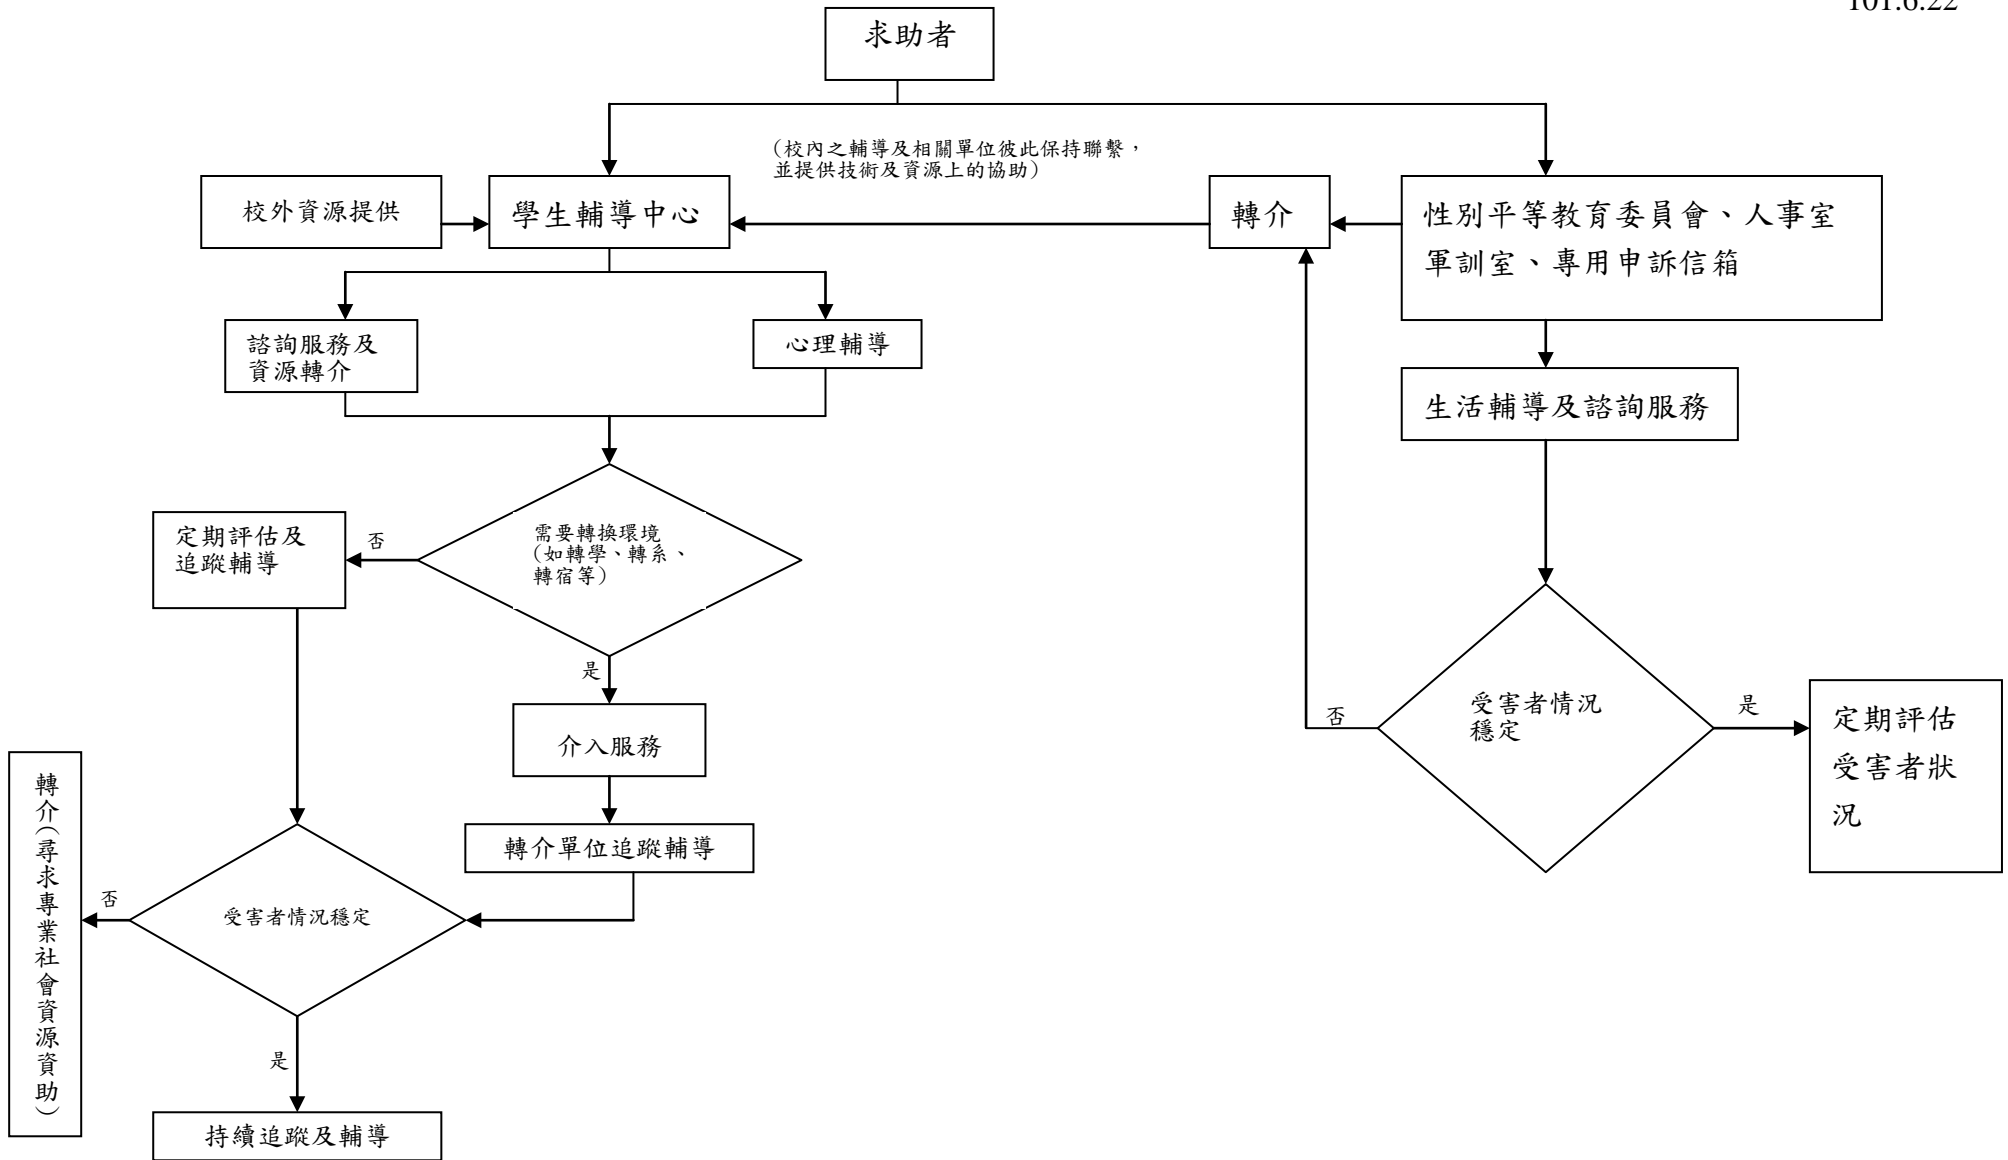 101.6.22
求助者
(校內之輔導及相關單位彼此保持聯繫，
並提供技術及資源上的協助)
校外資源提供
學生輔導中心
轉介
性別平等教育委員會、人事室
軍訓室、專用申訴信箱
諮詢服務及
資源轉介
心理輔導
生活輔導及諮詢服務
需要轉換環境
(如轉學、轉系、
轉宿等)
否
定期評估及
追蹤輔導
是
介入服務
轉介單位追蹤輔導
受害者情況
穩定
否
是
定期評估
受害者狀
況
轉介(尋求專業社會資源資助)
否
受害者情況穩定
是
持續追蹤及輔導